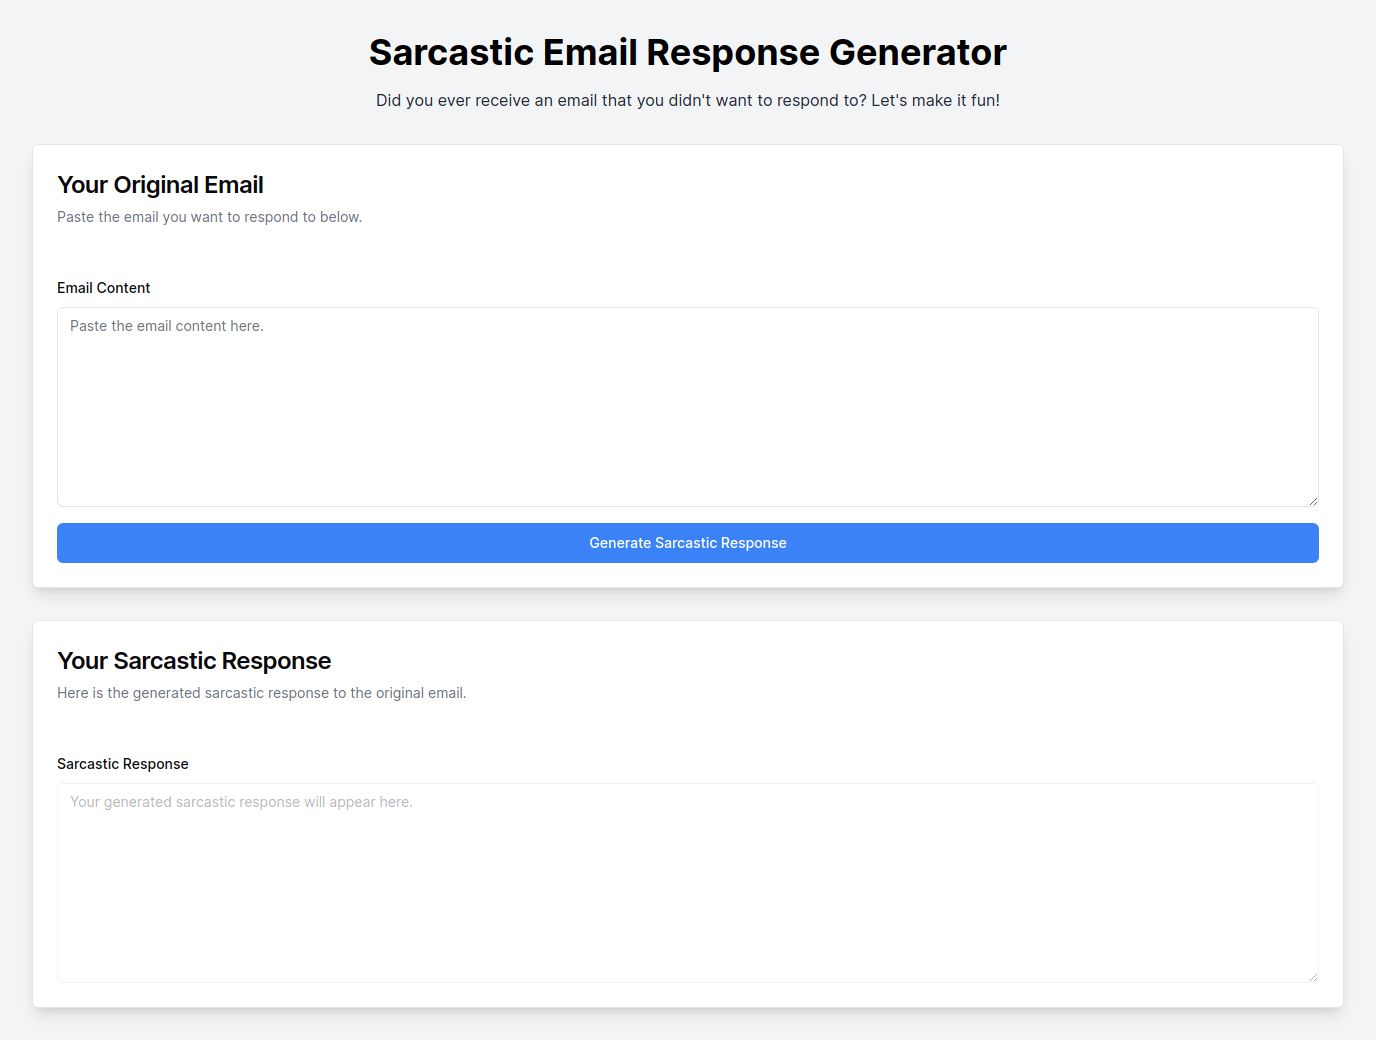 Sarcastic Email Response Generator
Did you ever receive an email that you didn't want to respond to? Let's make it fun!
Your Original Email
Paste the email you want to respond to below.
Email Content
Paste the email content here.
Generate Sarcastic Response
Your Sarcastic Response
Here is the generated sarcastic response to the original email.
Sarcastic Response
Your generated sarcastic response will appear here.